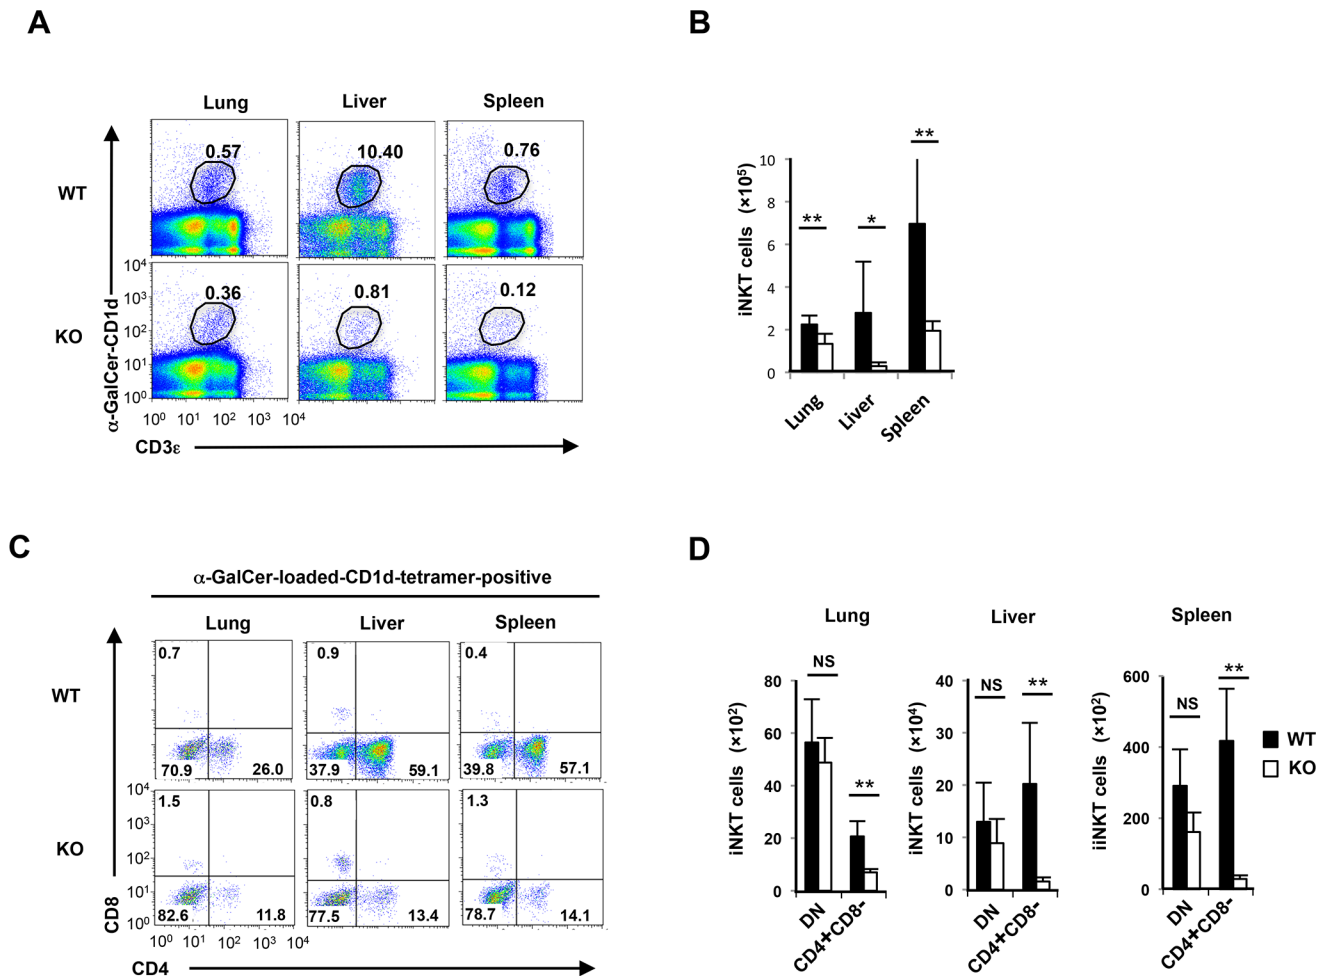 A
Lung Liver Spleen
WT
0.57 10.40 0.76
KO
0.36 0.81 0.12
α-GalCer-CD1d
10⁴
10³
10²
10¹
10⁰
10⁰ 10¹ 10² 10³ 10⁴
CD3ε
B
iNKT cells (×10⁵)
10
8
6
4
2
0
** * **
Lung Liver Spleen
C
α-GalCer-loaded-CD1d-tetramer-positive
Lung Liver Spleen
WT
0.7 0.9 0.4
70.9 26.0 37.9 59.1 39.8 57.1
KO
1.5 0.8 1.3
82.6 11.8 77.5 13.4 78.7 14.1
CD8
10⁴
10³
10²
10¹
10⁰
10⁰ 10¹ 10² 10³ 10⁴
CD4
D
Lung
iNKT cells (×10²)
80
60
40
20
0
NS **
DN CD4+CD8-
Liver
iNKT cells (×10⁴)
40
30
20
10
0
NS **
DN CD4+CD8-
Spleen
iiNKT cells (×10²)
600
400
200
0
NS **
DN CD4+CD8-
WT
KO